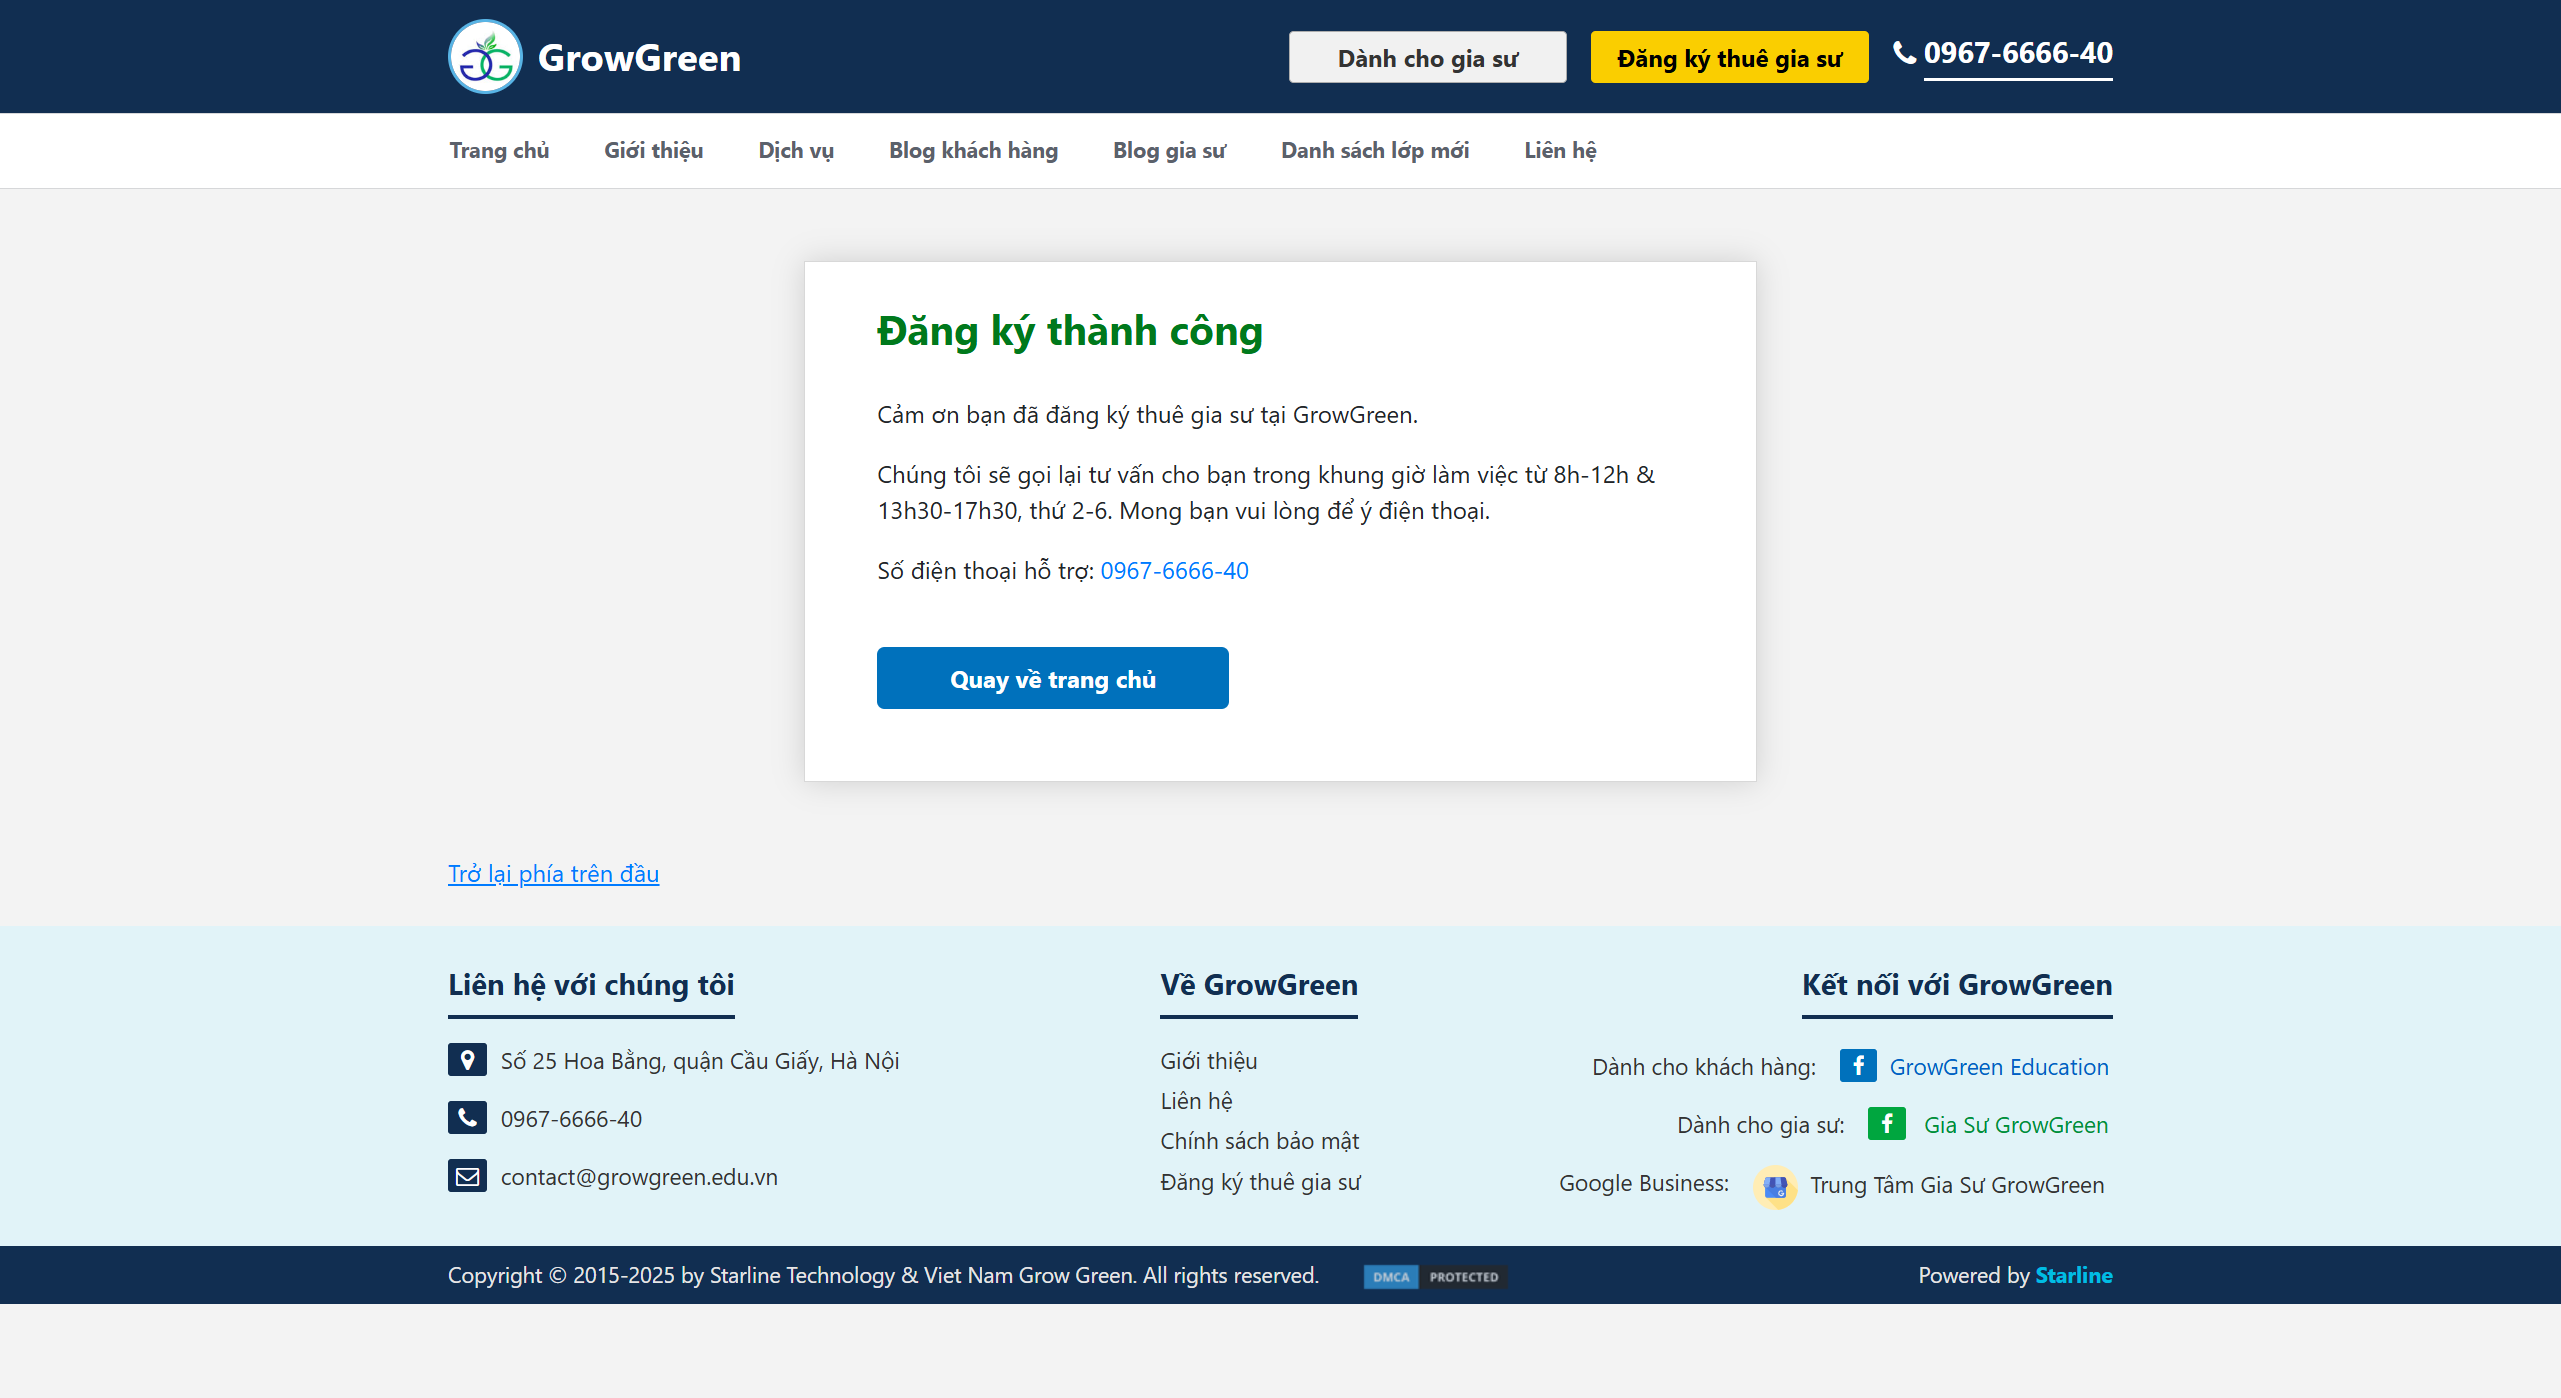 GrowGreen
Dành cho gia sư
Đăng ký thuê gia sư
0967-6666-40
Trang chủ
Giới thiệu
Dịch vụ
Blog khách hàng
Blog gia sư
Danh sách lớp mới
Liên hệ
Đăng ký thành công
Cảm ơn bạn đã đăng ký thuê gia sư tại GrowGreen.
Chúng tôi sẽ gọi lại tư vấn cho bạn trong khung giờ làm việc từ 8h-12h &
13h30-17h30, thứ 2-6. Mong bạn vui lòng để ý điện thoại.
Số điện thoại hỗ trợ: 0967-6666-40
Quay về trang chủ
Trở lại phía trên đầu
Liên hệ với chúng tôi
Số 25 Hoa Bằng, quận Cầu Giấy, Hà Nội
0967-6666-40
contact@growgreen.edu.vn
Về GrowGreen
Giới thiệu
Liên hệ
Chính sách bảo mật
Đăng ký thuê gia sư
Kết nối với GrowGreen
Dành cho khách hàng: GrowGreen Education
Dành cho gia sư: Gia Sư GrowGreen
Google Business: Trung Tâm Gia Sư GrowGreen
Copyright © 2015-2025 by Starline Technology & Viet Nam Grow Green. All rights reserved.
DMCA PROTECTED
Powered by Starline